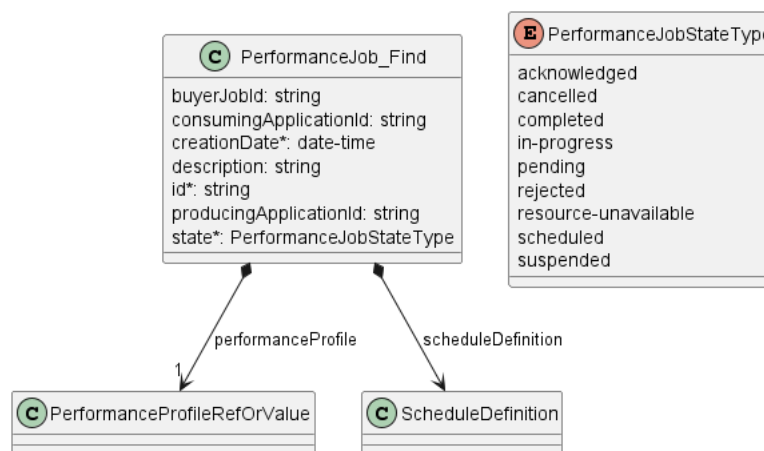 C PerformanceJob_Find
buyerJobId: string
consumingApplicationId: string
creationDate*: date-time
description: string
id*: string
producingApplicationId: string
state*: PerformanceJobStateType
E PerformanceJobStateType
acknowledged
cancelled
completed
in-progress
pending
rejected
resource-unavailable
scheduled
suspended
performanceProfile
scheduleDefinition
1
C PerformanceProfileRefOrValue
C ScheduleDefinition